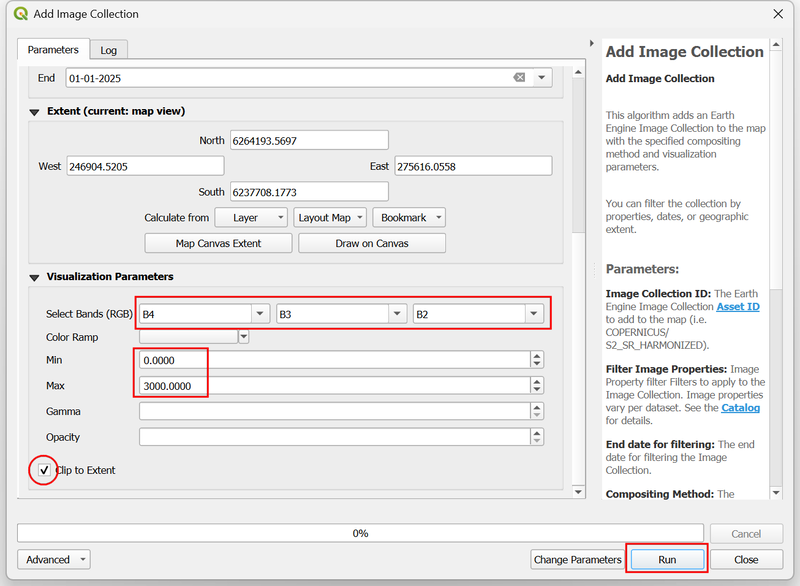 Add Image Collection
Parameters
Log
End
01-01-2025
Extent (current: map view)
North
6264193.5697
West
246904.5205
East
275616.0558
South
6237708.1773
Calculate from
Layer
Layout Map
Bookmark
Map Canvas Extent
Draw on Canvas
Visualization Parameters
Select Bands (RGB)
B4
B3
B2
Color Ramp
Min
0.0000
Max
3000.0000
Gamma
Opacity
Clip to Extent
Add Image Collection
Add Image Collection
This algorithm adds an Earth
Engine Image Collection to the map
with the specified compositing
method and visualization
parameters.
You can filter the collection by
properties, dates, or geographic
extent.
Parameters:
Image Collection ID: The Earth
Engine Image Collection Asset ID
to add to the map (i.e.
COPERNICUS/
S2_SR_HARMONIZED).
Filter Image Properties: Image
Property filter Filters to apply to the
Image Collection. Image properties
vary per dataset. See the Catalog
for details.
End date for filtering: The end
date for filtering the Image
Collection.
Compositing Method: The
0%
Cancel
Advanced
Change Parameters
Run
Close